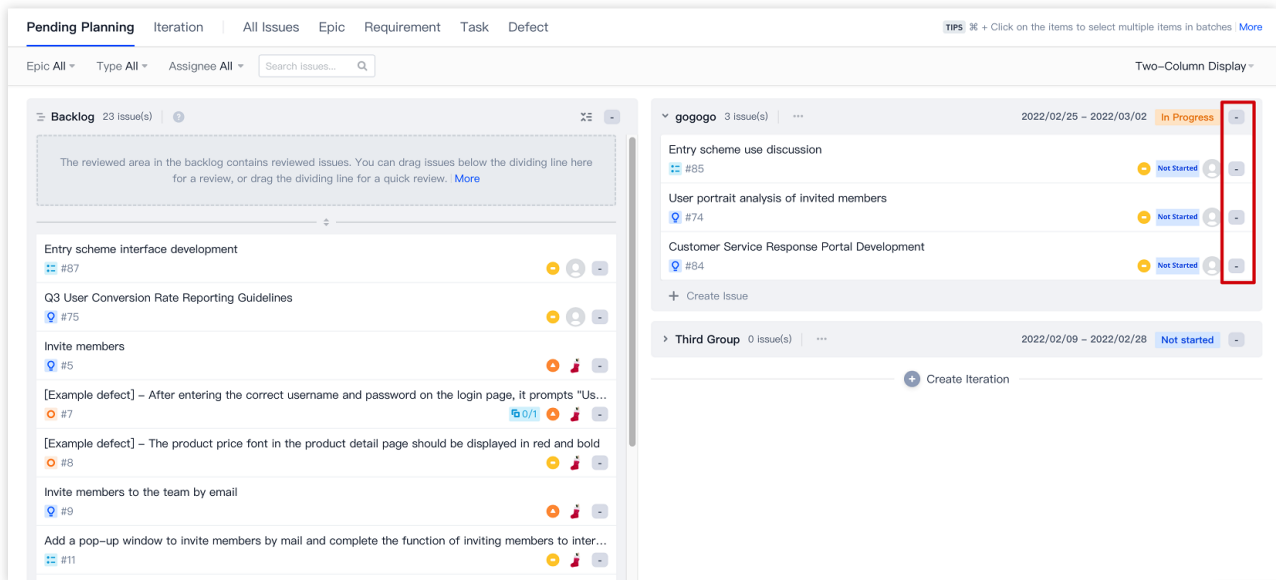 Pending Planning Iteration All Issues Epic Requirement Task Defect TIPS ⌘ + Click on the items to select multiple items in batches More
Epic All Type All Assignee All Search issues... Two-Column Display
Backlog 23 issue(s) ? -
The reviewed area in the backlog contains reviewed issues. You can drag issues below the dividing line here
for a review, or drag the dividing line for a quick review. More
Entry scheme interface development
#87 -
Q3 User Conversion Rate Reporting Guidelines
#75 -
Invite members
#5 -
[Example defect] - After entering the correct username and password on the login page, it prompts "Us...
#7 0/1 -
[Example defect] - The product price font in the product detail page should be displayed in red and bold
#8 -
Invite members to the team by email
#9 -
Add a pop-up window to invite members by mail and complete the function of inviting members to inter...
#11 -
gogogo 3 issue(s) ... 2022/02/25 - 2022/03/02 In Progress -
Entry scheme use discussion
#85 Not Started -
User portrait analysis of invited members
#74 Not Started -
Customer Service Response Portal Development
#84 Not Started -
+ Create Issue
Third Group 0 issue(s) ... 2022/02/09 - 2022/02/28 Not started -
+ Create Iteration